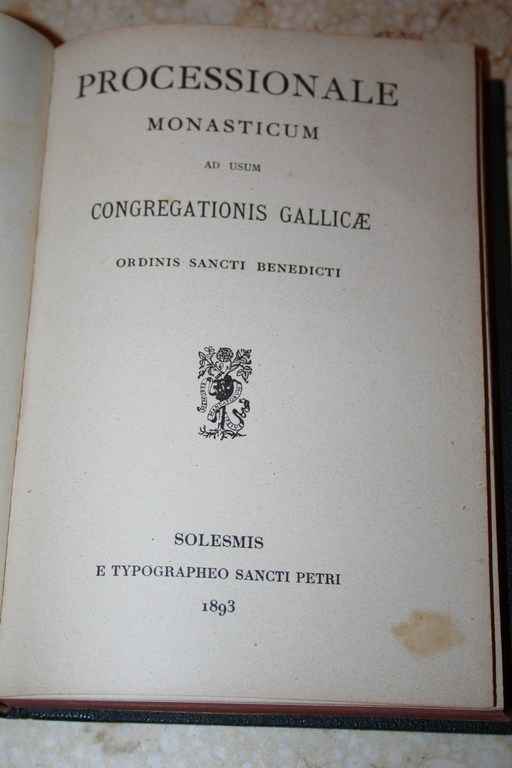 PROCESSIONALE
MONASTICUM
AD USUM
CONGREGATIONIS GALLICÆ
ORDINIS SANCTI BENEDICTI
SOLESMIS
E TYPOGRAPHEO SANCTI PETRI
1893